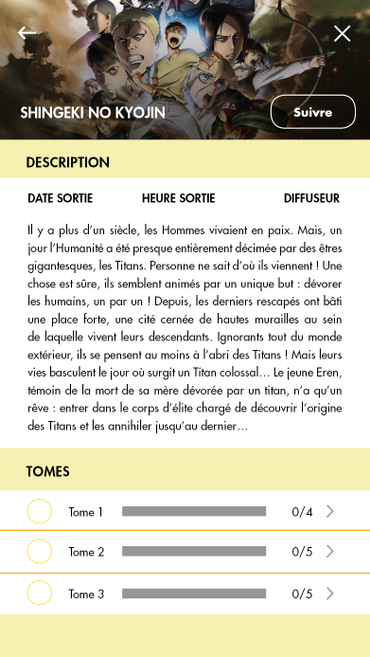 SHINGEKI NO KYOJIN
Suivre
DESCRIPTION
DATE SORTIE HEURE SORTIE DIFFUSEUR
Il y a plus d'un siècle, les Hommes vivaient en paix. Mais, un
jour l'Humanité a été presque entièrement décimée par des êtres
gigantesques, les Titans. Personne ne sait d'où ils viennent ! Une
chose est sûre, ils semblent animés par un unique but : dévorer
les humains, un par un ! Depuis, les derniers rescapés ont bâti
une place forte, une cité cernée de hautes murailles au sein
de laquelle vivent leurs descendants. Ignorants tout du monde
extérieur, ils se pensent au moins à l'abri des Titans ! Mais leurs
vies basculent le jour où surgit un Titan colossal... Le jeune Eren,
témoin de la mort de sa mère dévorée par un titan, n'a qu'un
rêve : entrer dans le corps d'élite chargé de découvrir l'origine
des Titans et les annihiler jusqu'au dernier...
TOMES
Tome 1 0/4
Tome 2 0/5
Tome 3 0/5